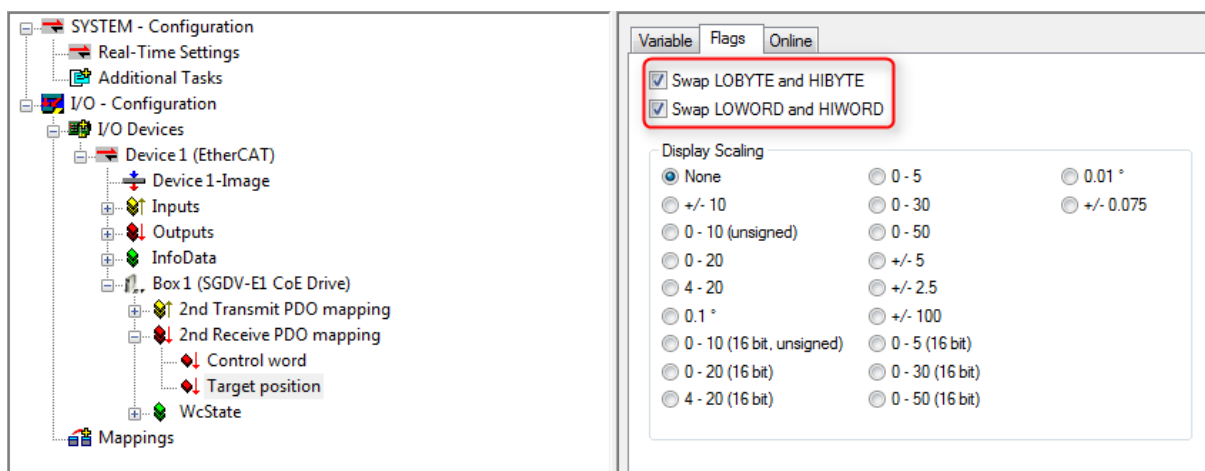 SYSTEM - Configuration
Real-Time Settings
Additional Tasks
I/O - Configuration
I/O Devices
Device 1 (EtherCAT)
Device 1-Image
Inputs
Outputs
InfoData
Box 1 (SGDV-E1 CoE Drive)
2nd Transmit PDO mapping
2nd Receive PDO mapping
Control word
Target position
WcState
Mappings
Variable Flags Online
Swap LOBYTE and HIBYTE
Swap LOWORD and HIWORD
Display Scaling
None 0 - 5 0.01 °
+/- 10 0 - 30 +/- 0.075
0 - 10 (unsigned) 0 - 50
0 - 20 +/- 5
4 - 20 +/- 2.5
0.1 ° +/- 100
0 - 10 (16 bit, unsigned) 0 - 5 (16 bit)
0 - 20 (16 bit) 0 - 30 (16 bit)
4 - 20 (16 bit) 0 - 50 (16 bit)